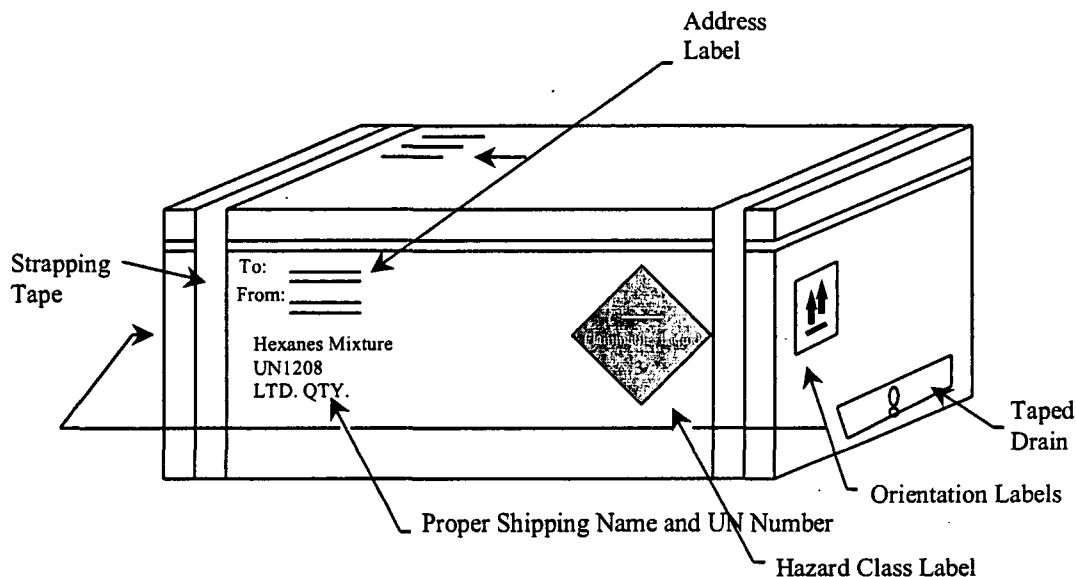 Address
Label
Strapping
Tape
To:
From:
Hexanes Mixture
UN1208
LTD. QTY.
3
Taped
Drain
Orientation Labels
Proper Shipping Name and UN Number
Hazard Class Label